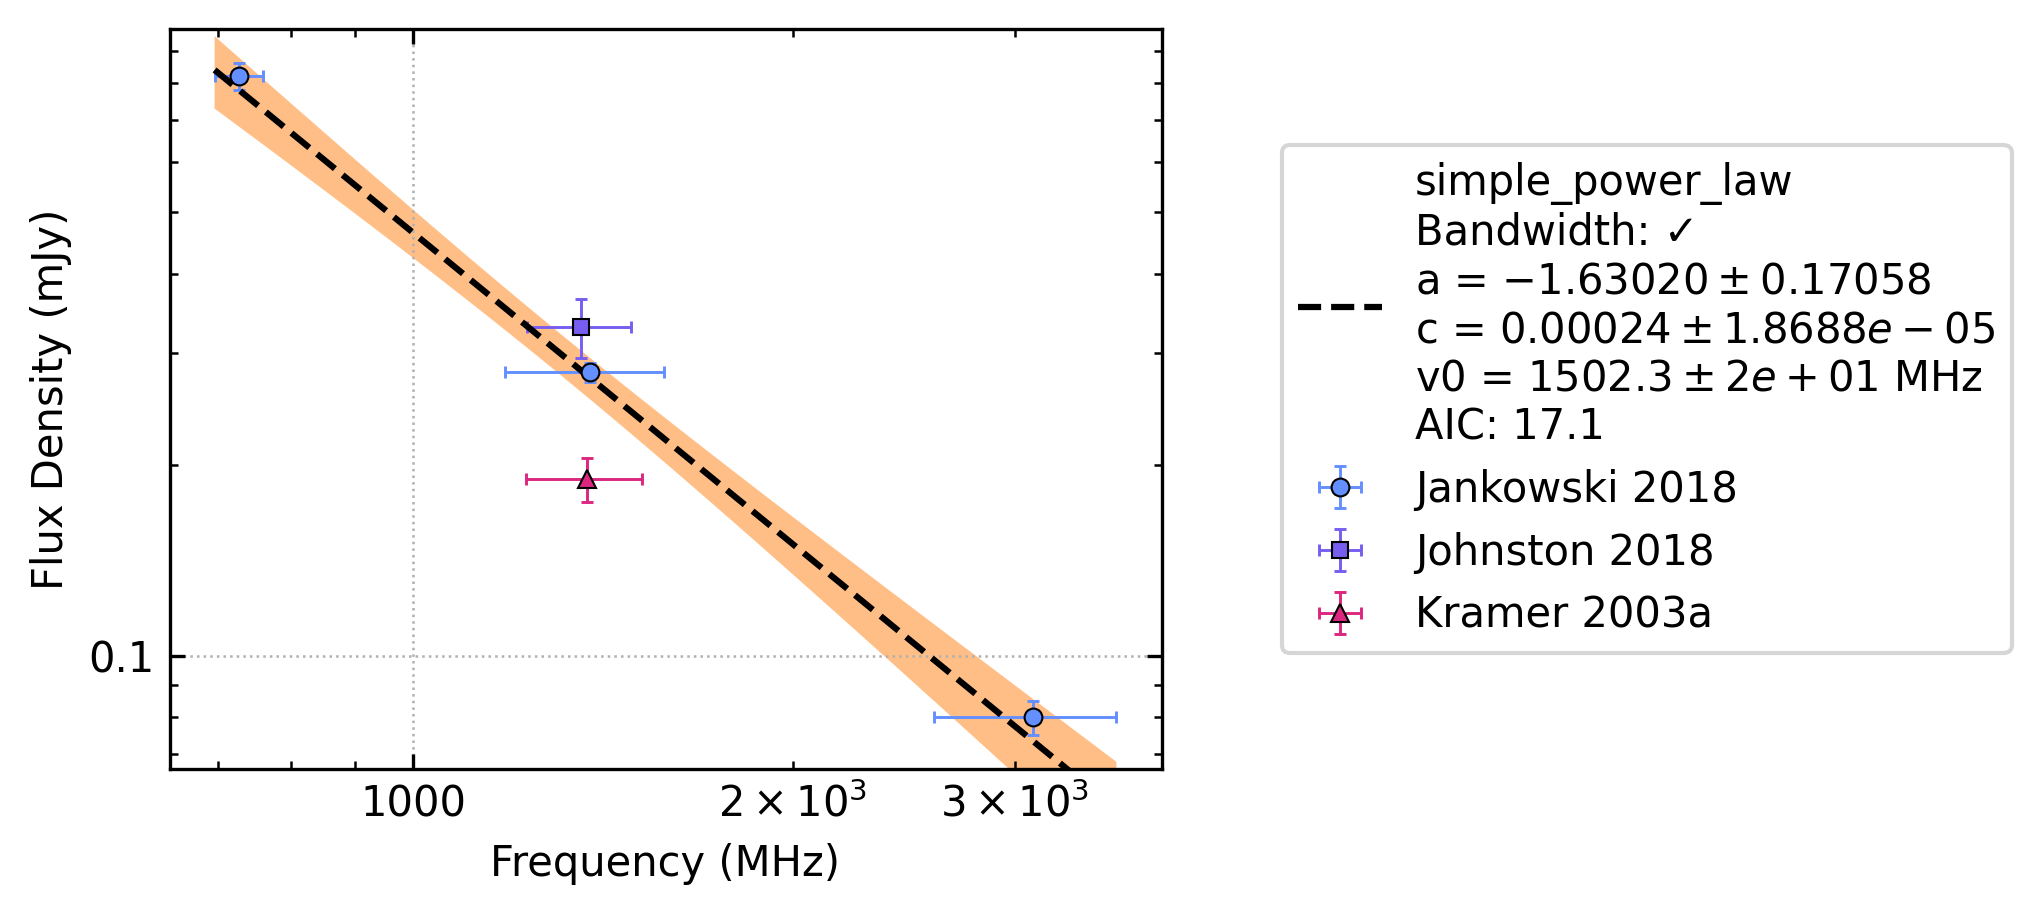 Flux Density (mJy)
0.1
1000
2 × 10³
3 × 10³
Frequency (MHz)
simple_power_law
Bandwidth: ✓
a = −1.63020 ± 0.17058
c = 0.00024 ± 1.8688e − 05
v0 = 1502.3 ± 2e + 01 MHz
AIC: 17.1
Jankowski 2018
Johnston 2018
Kramer 2003a